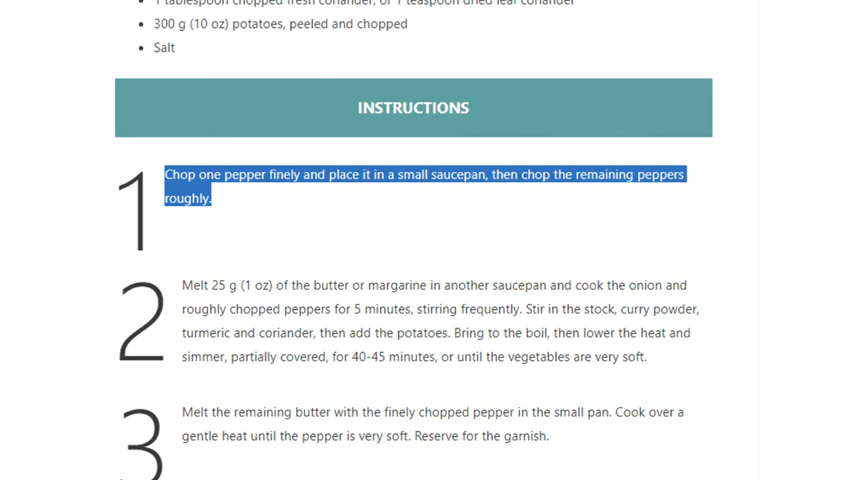 1 tablespoon chopped fresh coriander, or 1 teaspoon dried leaf coriander
• 300 g (10 oz) potatoes, peeled and chopped
• Salt
INSTRUCTIONS
1
Chop one pepper finely and place it in a small saucepan, then chop the remaining peppers
roughly.
2
Melt 25 g (1 oz) of the butter or margarine in another saucepan and cook the onion and
roughly chopped peppers for 5 minutes, stirring frequently. Stir in the stock, curry powder,
turmeric and coriander, then add the potatoes. Bring to the boil, then lower the heat and
simmer, partially covered, for 40-45 minutes, or until the vegetables are very soft.
3
Melt the remaining butter with the finely chopped pepper in the small pan. Cook over a
gentle heat until the pepper is very soft. Reserve for the garnish.